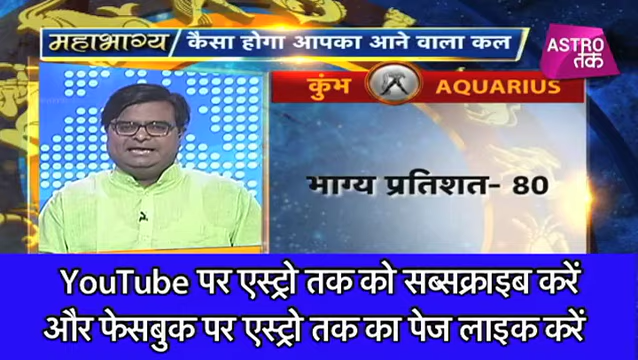 महाभाग्य कैसा होगा आपका आने वाला कल
ASTRO
तक
कुंभ AQUARIUS
भाग्य प्रतिशत- 80
YouTube पर एस्ट्रो तक को सब्सक्राइब करें
और फेसबुक पर एस्ट्रो तक का पेज लाइक करें